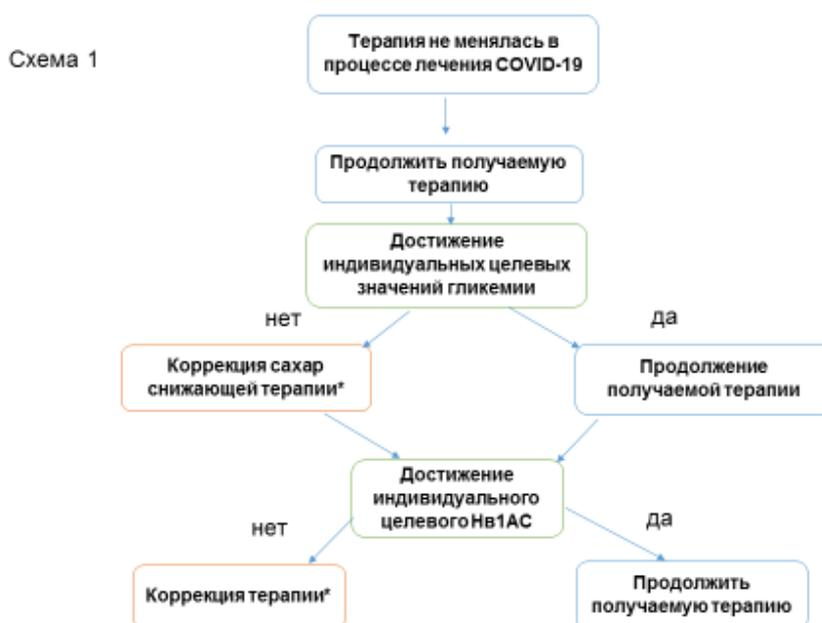 Схема 1
Терапия не менялась в
процессе лечения COVID-19
Продолжить получаемую
терапию
Достижение
индивидуальных целевых
значений гликемии
нет
да
Коррекция сахар
снижающей терапии*
Продолжение
получаемой терапии
Достижение
индивидуального
целевого Нв1АС
нет
да
Коррекция терапии*
Продолжить
получаемую терапию